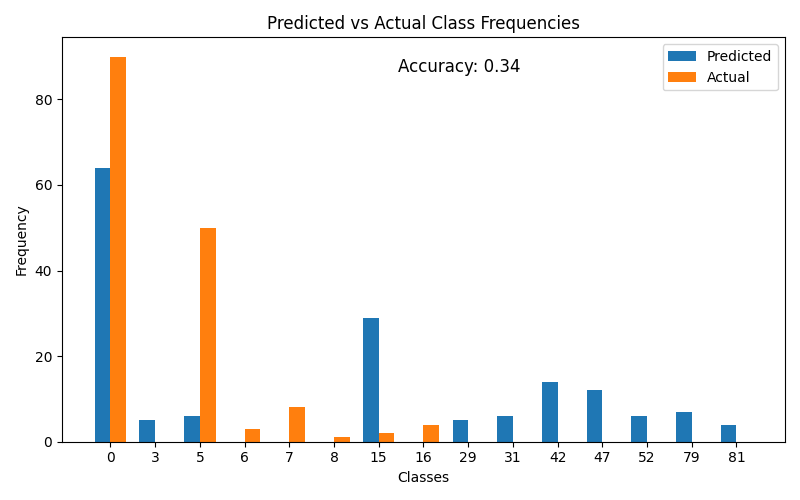 Predicted vs Actual Class Frequencies
Accuracy: 0.34
Predicted
Actual
Frequency
80
60
40
20
0
0 3 5 6 7 8 15 16 29 31 42 47 52 79 81
Classes